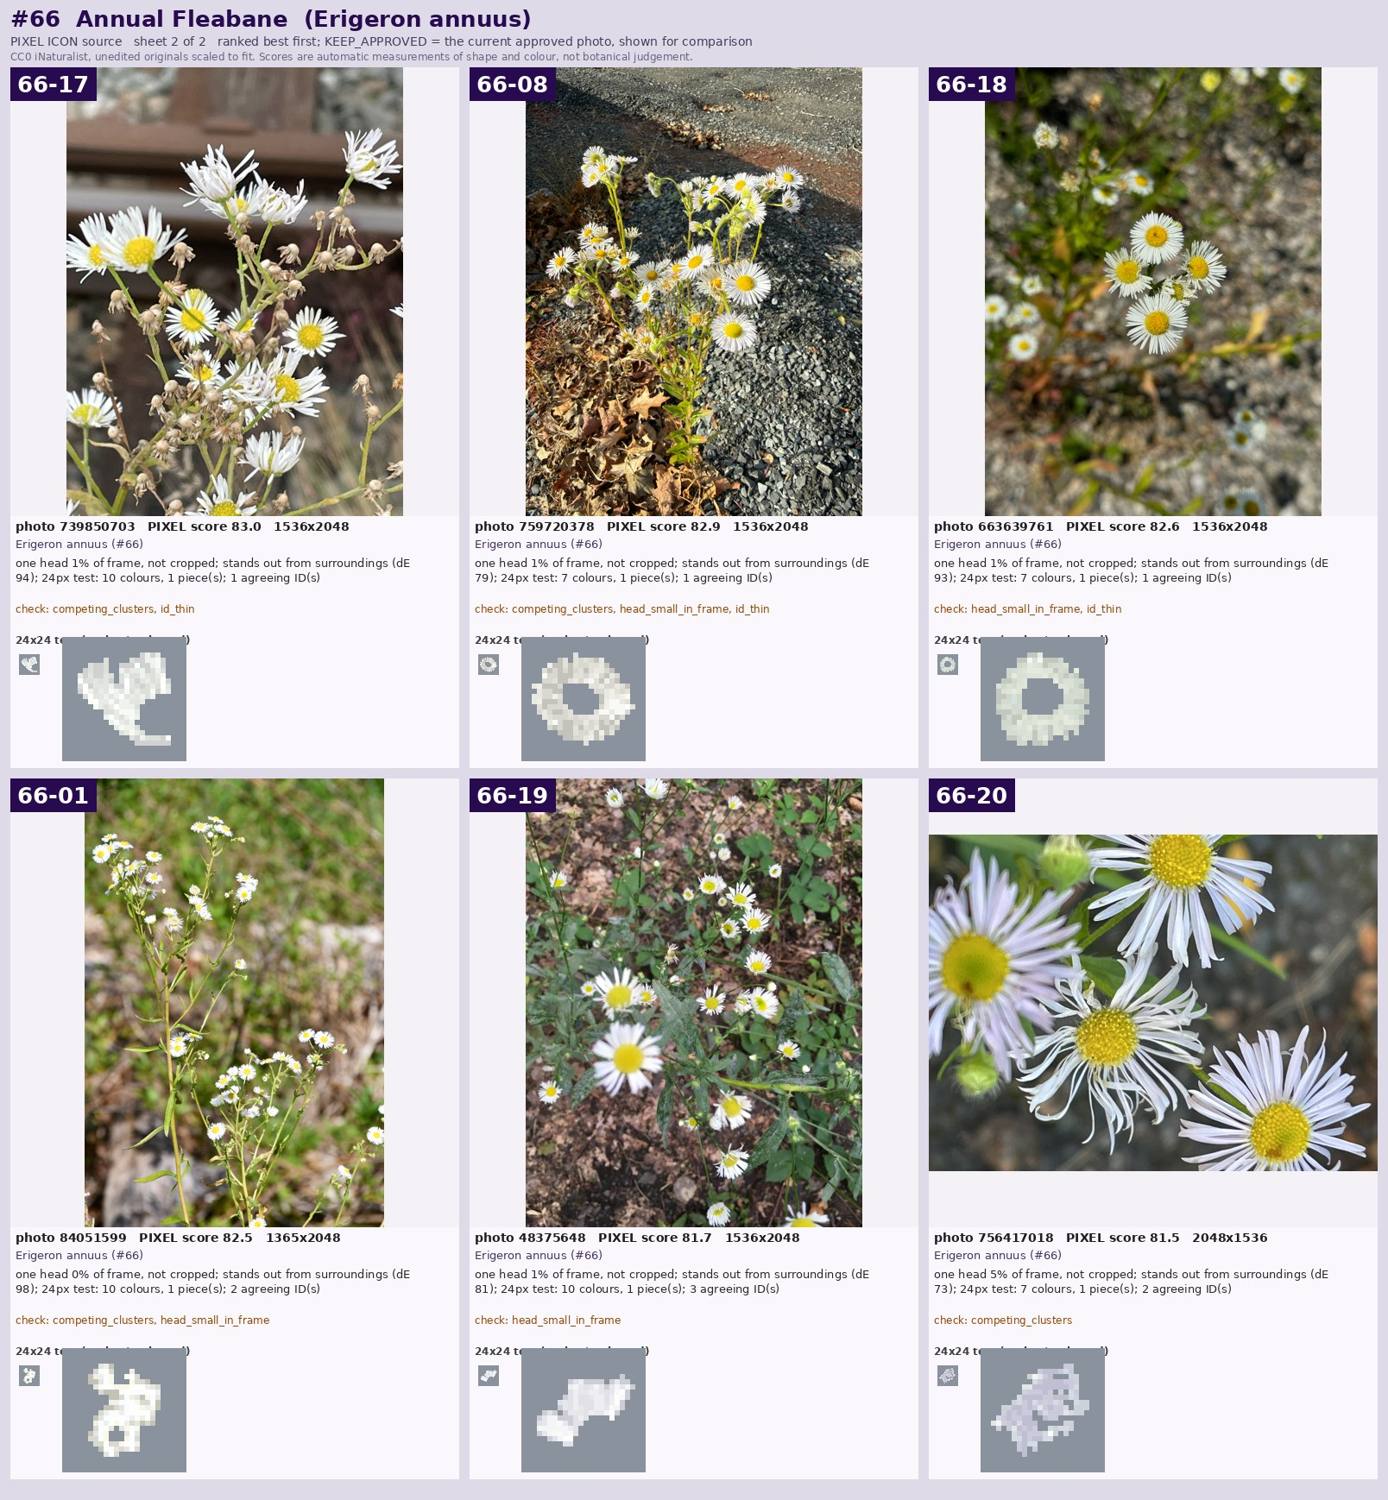 #66 Annual Fleabane (Erigeron annuus)
PIXEL ICON source sheet 2 of 2 ranked best first; KEEP_APPROVED = the current approved photo, shown for comparison
CC0 iNaturalist, unedited originals scaled to fit. Scores are automatic measurements of shape and colour, not botanical judgement.
66-17
photo 739850703 PIXEL score 83.0 1536x2048
Erigeron annuus (#66)
one head 1% of frame, not cropped; stands out from surroundings (dE
94); 24px test: 10 colours, 1 piece(s); 1 agreeing ID(s)
check: competing_clusters, id_thin
24x24
66-08
photo 759720378 PIXEL score 82.9 1536x2048
Erigeron annuus (#66)
one head 1% of frame, not cropped; stands out from surroundings (dE
79); 24px test: 7 colours, 1 piece(s); 1 agreeing ID(s)
check: competing_clusters, head_small_in_frame, id_thin
24x24
66-18
photo 663639761 PIXEL score 82.6 1536x2048
Erigeron annuus (#66)
one head 1% of frame, not cropped; stands out from surroundings (dE
93); 24px test: 7 colours, 1 piece(s); 1 agreeing ID(s)
check: head_small_in_frame, id_thin
24x24
66-01
photo 84051599 PIXEL score 82.5 1365x2048
Erigeron annuus (#66)
one head 0% of frame, not cropped; stands out from surroundings (dE
98); 24px test: 10 colours, 1 piece(s); 2 agreeing ID(s)
check: competing_clusters, head_small_in_frame
24x24
66-19
photo 48375648 PIXEL score 81.7 1536x2048
Erigeron annuus (#66)
one head 1% of frame, not cropped; stands out from surroundings (dE
81); 24px test: 10 colours, 1 piece(s); 3 agreeing ID(s)
check: head_small_in_frame
24x24
66-20
photo 756417018 PIXEL score 81.5 2048x1536
Erigeron annuus (#66)
one head 5% of frame, not cropped; stands out from surroundings (dE
73); 24px test: 7 colours, 1 piece(s); 2 agreeing ID(s)
check: competing_clusters
24x24